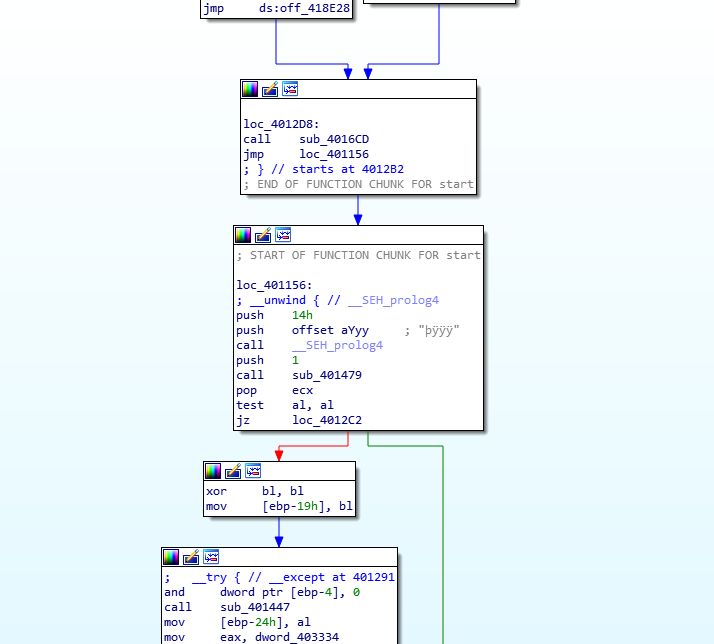 jmp ds:off_418E28
loc_4012D8:
call sub_4016CD
jmp loc_401156
; } // starts at 4012B2
; END OF FUNCTION CHUNK FOR start
; START OF FUNCTION CHUNK FOR start
loc_401156:
; __unwind { // __SEH_prolog4
push 14h
push offset aYyy ; "þÿÿÿ"
call __SEH_prolog4
push 1
call sub_401479
pop ecx
test al, al
jz loc_4012C2
xor bl, bl
mov [ebp-19h], bl
; __try { // __except at 401291
and dword ptr [ebp-4], 0
call sub_401447
mov [ebp-24h], al
mov eax, dword_403334